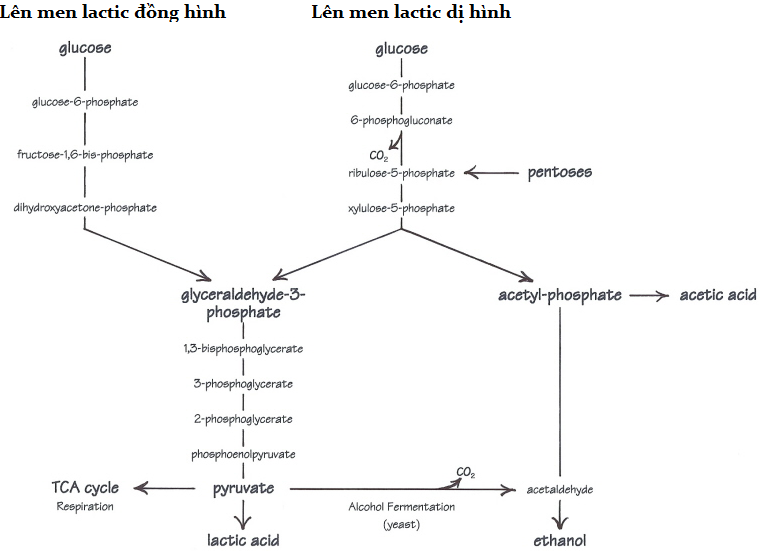 Lên men lactic đồng hình
Lên men lactic dị hình
glucose
glucose-6-phosphate
fructose-1,6-bis-phosphate
dihydroxyacetone-phosphate
glucose
glucose-6-phosphate
6-phosphogluconate
CO₂
ribulose-5-phosphate
pentoses
xylulose-5-phosphate
glyceraldehyde-3-
phosphate
acetyl-phosphate
acetic acid
1,3-bisphosphoglycerate
3-phosphoglycerate
2-phosphoglycerate
phosphoenolpyruvate
TCA cycle
Respiration
pyruvate
CO₂
Alcohol Fermentation
(yeast)
acetaldehyde
lactic acid
ethanol